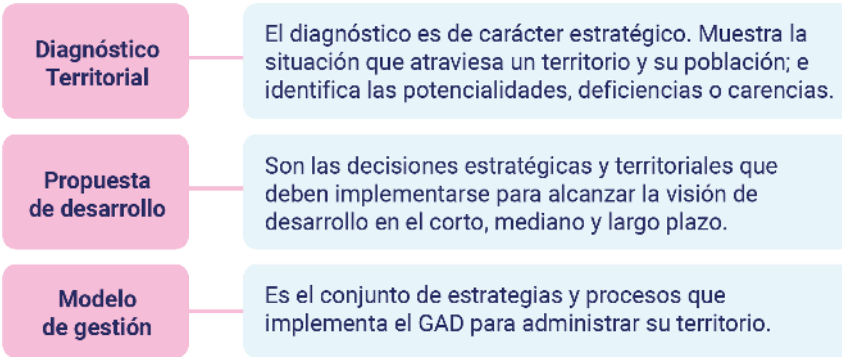 Diagnóstico
Territorial
El diagnóstico es de carácter estratégico. Muestra la
situación que atraviesa un territorio y su población; e
identifica las potencialidades, deficiencias o carencias.
Propuesta
de desarrollo
Son las decisiones estratégicas y territoriales que
deben implementarse para alcanzar la visión de
desarrollo en el corto, mediano y largo plazo.
Modelo
de gestión
Es el conjunto de estrategias y procesos que
implementa el GAD para administrar su territorio.